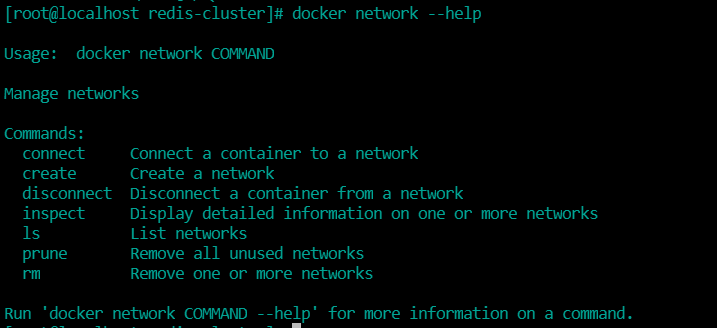 [root@localhost redis-cluster]# docker network --help
Usage:  docker network COMMAND
Manage networks
Commands:
  connect     Connect a container to a network
  create      Create a network
  disconnect  Disconnect a container from a network
  inspect     Display detailed information on one or more networks
  ls          List networks
  prune       Remove all unused networks
  rm          Remove one or more networks
Run 'docker network COMMAND --help' for more information on a command.